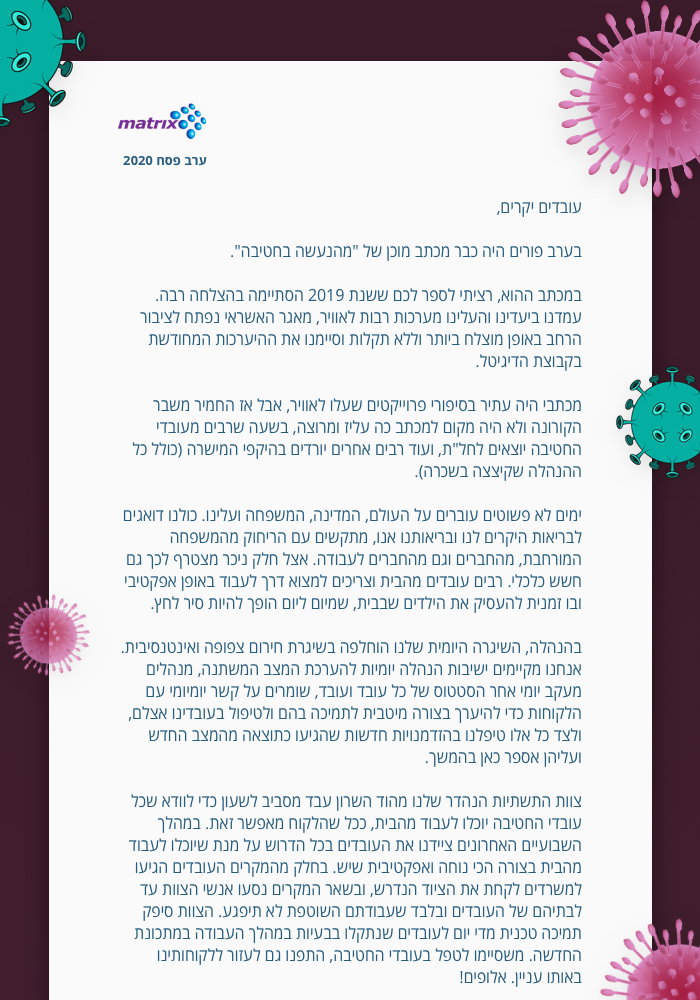 matrix
ערב פסח 2020
עובדים יקרים,
בערב פורים היה כבר מכתב מוכן של "מהנעשה בחטיבה".
במכתב ההוא, רציתי לספר לכם ששנת 2019 הסתיימה בהצלחה רבה.
עמדנו ביעדינו והעלינו מערכות רבות לאוויר, מאגר האשראי נפתח לציבור
הרחב באופן מוצלח ביותר וללא תקלות וסיימנו את ההיערכות המחודשת
בקבוצת הדיגיטל.
מכתבי היה עתיר בסיפורי פרוייקטים שעלו לאוויר, אבל אז החמיר משבר
הקורונה ולא היה מקום למכתב כה עליז ומרוצה, בשעה שרבים מעובדי
החטיבה יוצאים לחל"ת, ועוד רבים אחרים יורדים בהיקפי המישרה (כולל כל
ההנהלה שקיצצה בשכרה).
ימים לא פשוטים עוברים על העולם, המדינה, המשפחה ועלינו. כולנו דואגים
לבריאות היקרים לנו ובריאותנו אנו, מתקשים עם הריחוק מהמשפחה
המורחבת, מהחברים וגם מהחברים לעבודה. אצל חלק ניכר מצטרף לכך גם
חשש כלכלי. רבים עובדים מהבית וצריכים למצוא דרך לעבוד באופן אפקטיבי
ובו זמנית להעסיק את הילדים שבבית, שמיום ליום הופך להיות סיר לחץ.
בהנהלה, השיגרה היומית שלנו הוחלפה בשיגרת חירום צפופה ואינטנסיבית.
אנחנו מקיימים ישיבות הנהלה יומיות להערכת המצב המשתנה, מנהלים
מעקב יומי אחר הסטטוס של כל עובד ועובד, שומרים על קשר יומיומי עם
הלקוחות כדי להיערך בצורה מיטבית לתמיכה בהם ולטיפול בעובדינו אצלם,
ולצד כל אלו טיפלנו בהזדמנויות חדשות שהגיעו כתוצאה מהמצב החדש
ועליהן אספר כאן בהמשך.
צוות התשתיות הנהדר שלנו מהוד השרון עבד מסביב לשעון כדי לוודא שכל
עובדי החטיבה יוכלו לעבוד מהבית, ככל שהלקוח מאפשר זאת. במהלך
השבועיים האחרונים ציידנו את העובדים בכל הדרוש על מנת שיוכלו לעבוד
מהבית בצורה הכי נוחה ואפקטיבית שיש. בחלק מהמקרים העובדים הגיעו
למשרדים לקחת את הציוד הנדרש, ובשאר המקרים נסעו אנשי הצוות עד
לבתיהם של העובדים ובלבד שעבודתם השוטפת לא תיפגע. הצוות סיפק
תמיכה טכנית מדי יום לעובדים שנתקלו בבעיות במהלך העבודה במתכונת
החדשה. משסיימו לטפל בעובדי החטיבה, התפנו גם לעזור ללקוחותינו
באותו עניין. אלופים!